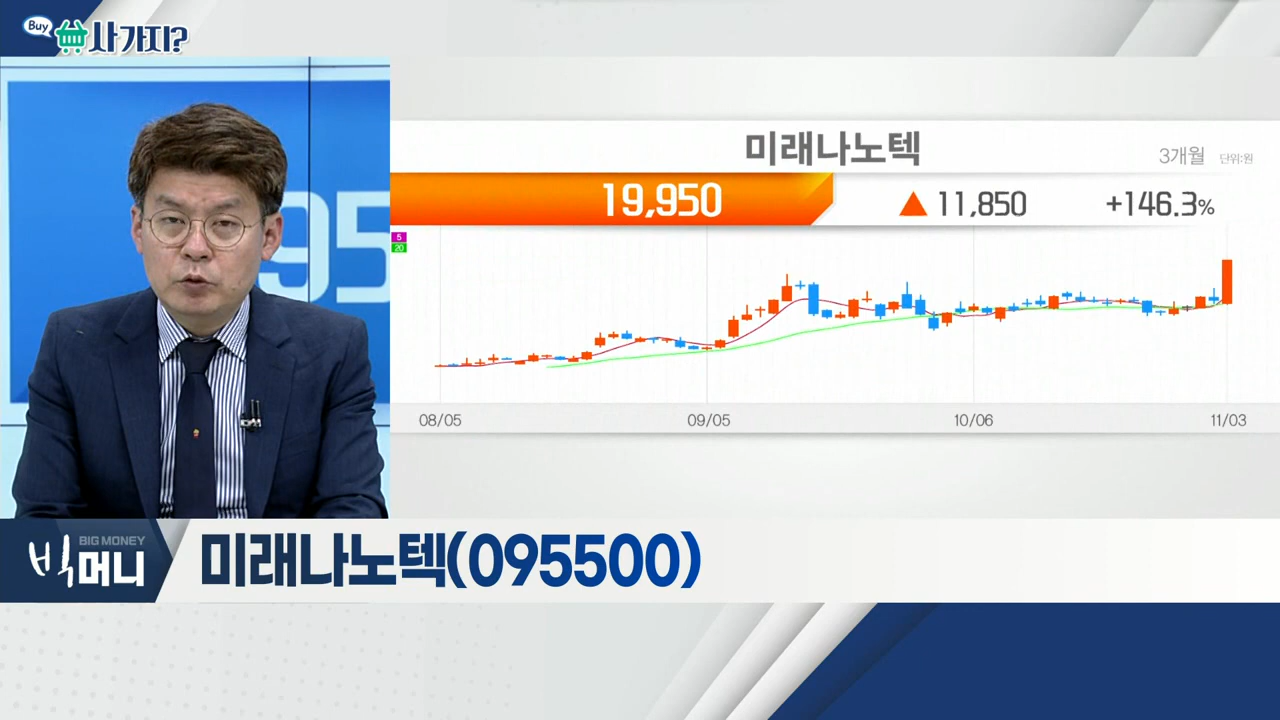 Buy
사가지?
미래나노텍
3개월 단위:원
19,950 ▲ 11,850 +146.3%
5
20
95
08/05 09/05 10/06 11/03
BIG MONEY
빅머니
미래나노텍(095500)